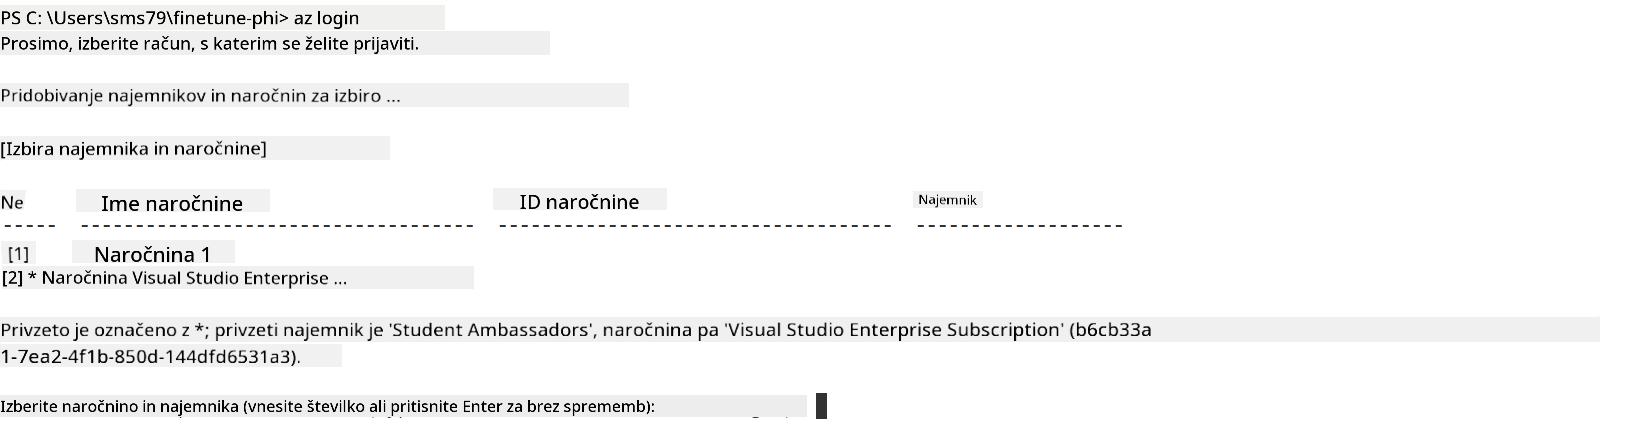 PS C: \Users\sms79\finetune-phi> az login
Prosimo, izberite račun, s katerim se želite prijaviti.
Pridobivanje najemnikov in naročnin za izbiro ...
[Izbira najemnika in naročnine]
Ne Ime naročnine ID naročnine Najemnik
----- ------------------------------------ ------------------------------------ -------------------
[1] Naročnina 1
[2] * Naročnina Visual Studio Enterprise ...
Privzeto je označeno z *; privzeti najemnik je 'Student Ambassadors', naročnina pa 'Visual Studio Enterprise Subscription' (b6cb33a
1-7ea2-4f1b-850d-144dfd6531a3).
Izberite naročnino in najemnika (vnesite številko ali pritisnite Enter za brez sprememb):